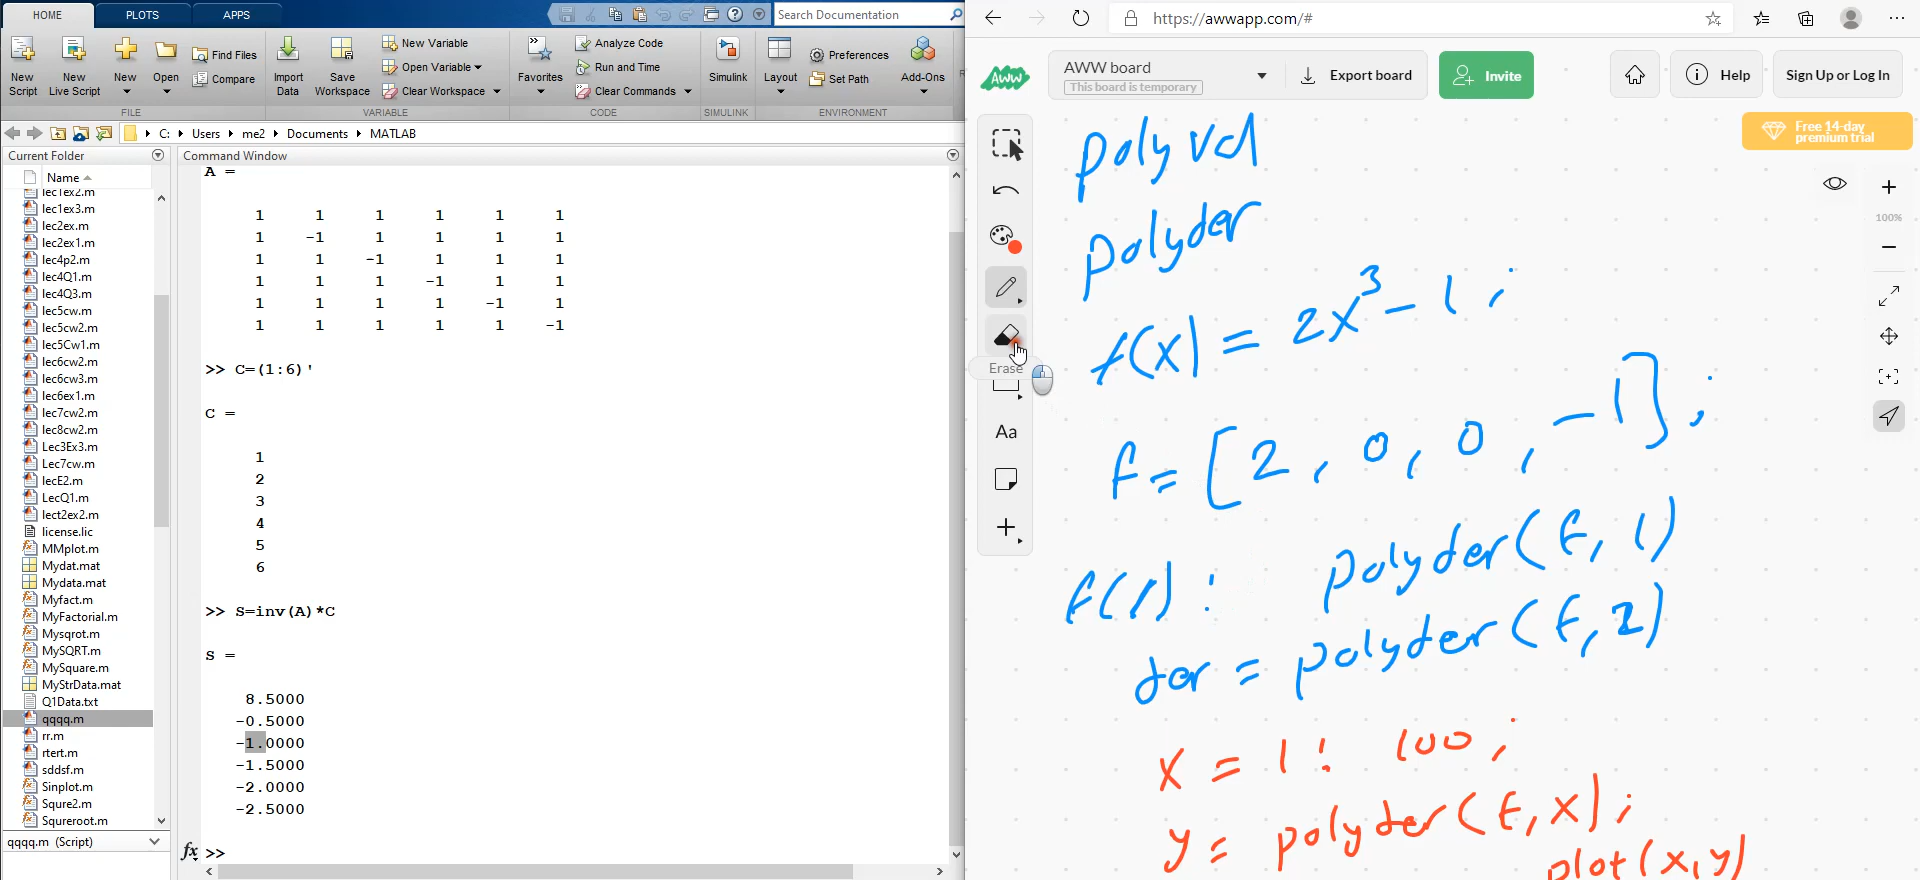 HOME PLOTS APPS
Search Documentation
New Script
New Live Script
New
Open
Find Files
Compare
FILE
Import Data
Save Workspace
New Variable
Open Variable
Clear Workspace
VARIABLE
Favorites
Analyze Code
Run and Time
Clear Commands
CODE
Simulink
SIMULINK
Layout
Preferences
Set Path
Add-Ons
ENVIRONMENT
C: Users me2 Documents MATLAB
Current Folder
Name
lec1ex2.m
lec1ex3.m
lec2ex.m
lec2ex1.m
lec4p2.m
lec4Q1.m
lec4Q3.m
lec5cw.m
lec5cw2.m
lec5Cw1.m
lec6cw2.m
lec6cw3.m
lec6ex1.m
lec7cw2.m
lec8cw2.m
Lec3Ex3.m
Lec7cw.m
lecE2.m
LecQ1.m
lect2ex2.m
license.lic
MMplot.m
Mydat.mat
Mydata.mat
Myfact.m
MyFactorial.m
Mysqrot.m
MySQRT.m
MySquare.m
MyStrData.mat
Q1Data.txt
qqqq.m
rr.m
rtert.m
sddsf.m
Sinplot.m
Squre2.m
Squreroot.m
qqqq.m (Script)
Command Window
A =
1 1 1 1 1 1
1 -1 1 1 1 1
1 1 -1 1 1 1
1 1 1 -1 1 1
1 1 1 1 -1 1
1 1 1 1 1 -1
>> C=(1:6)'
C =
1
2
3
4
5
6
>> S=inv(A)*C
S =
8.5000
-0.5000
-1.0000
-1.5000
-2.0000
-2.5000
fx >>
https://awwapp.com/#
AWW
AWW board
This board is temporary
Export board
Invite
Help
Sign Up or Log In
Free 14-day
premium trial
100%
Erase
Aa
polyval
polyder
f(x) = 2x³ - 1 ;
f = [2, 0, 0, -1] ;
f(1) : polyder(f, 1)
der = polyder(f, 2)
x = 1 : 100 ;
y = polyder(f, x) ;
plot(x,y)